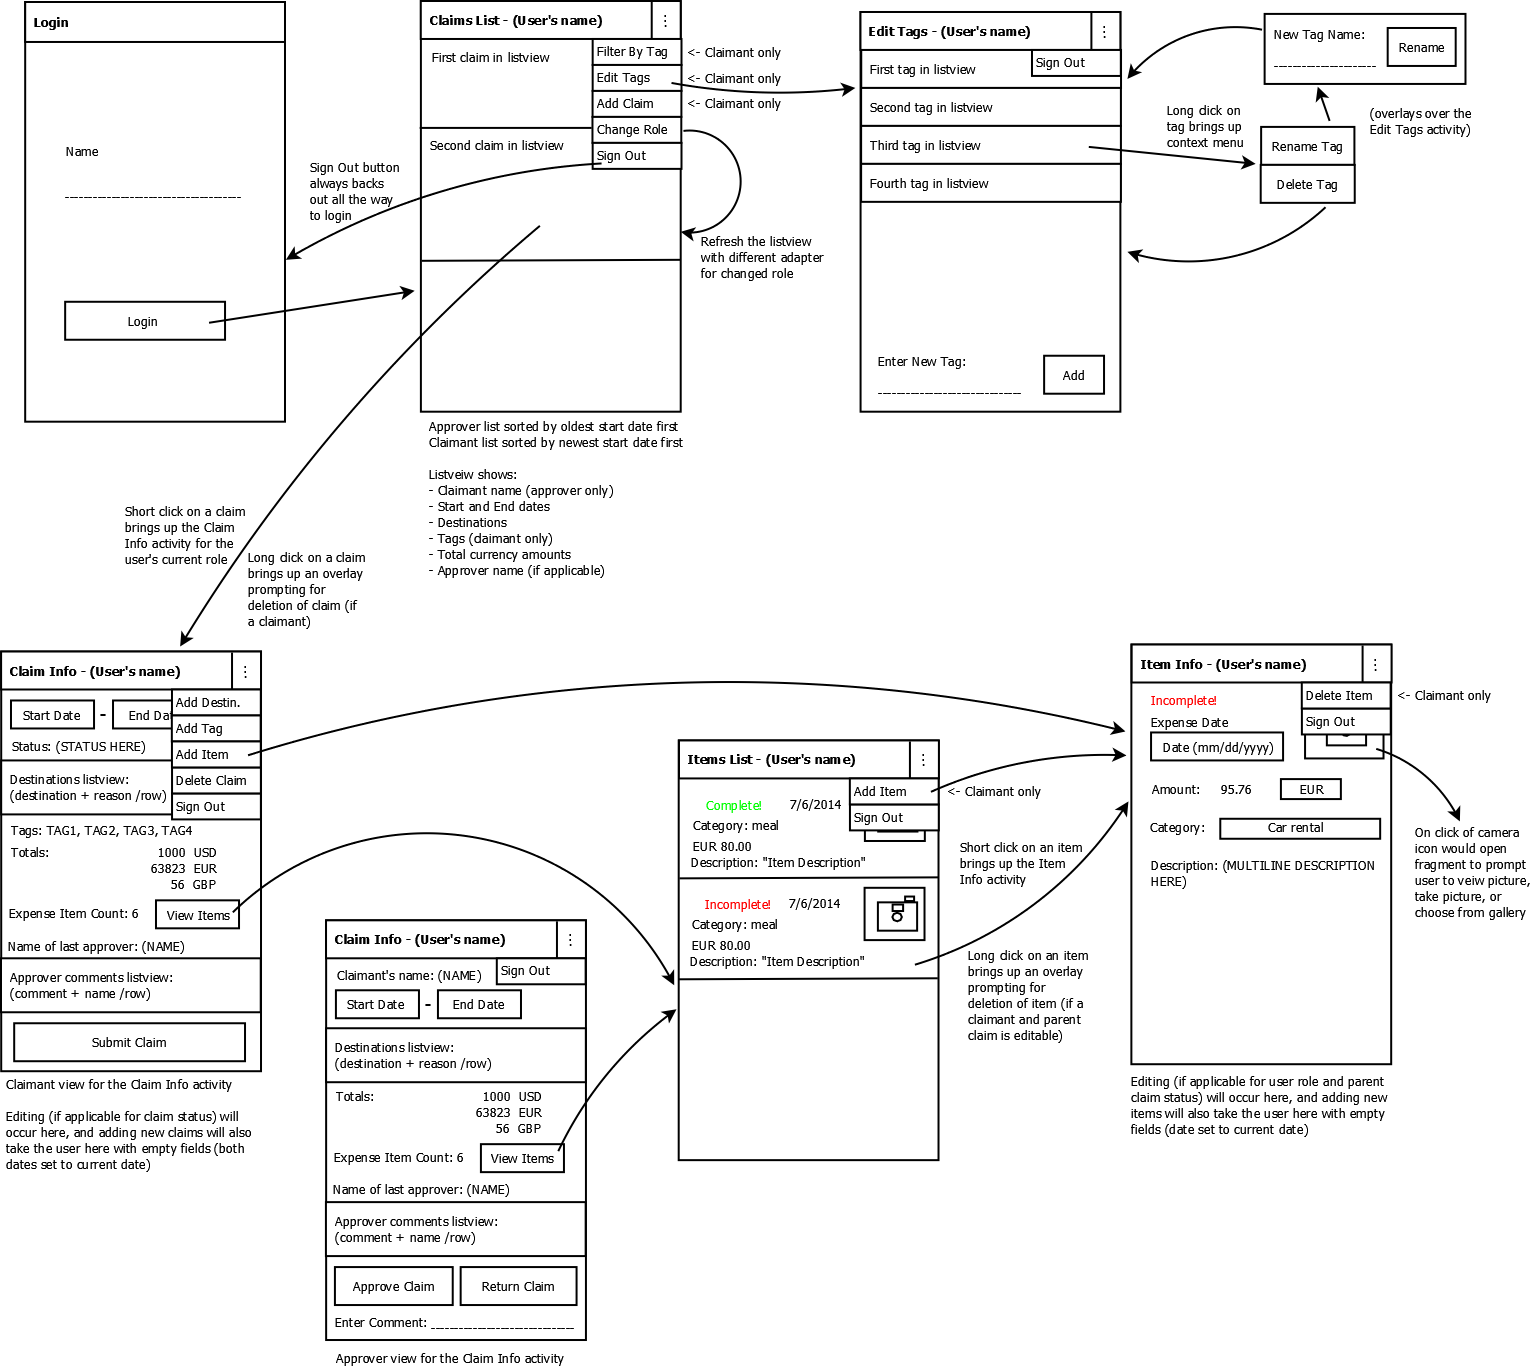 Login
Name
______________________________
Login
Sign Out button
always backs
out all the way
to login
Claims List - (User's name)
⋮
First claim in listview
Second claim in listview
Filter By Tag
Edit Tags
Add Claim
Change Role
Sign Out
<- Claimant only
<- Claimant only
<- Claimant only
Refresh the listview
with different adapter
for changed role
Approver list sorted by oldest start date first
Claimant list sorted by newest start date first
Listveiw shows:
- Claimant name (approver only)
- Start and End dates
- Destinations
- Tags (claimant only)
- Total currency amounts
- Approver name (if applicable)
Edit Tags - (User's name)
⋮
Sign Out
First tag in listview
Second tag in listview
Third tag in listview
Fourth tag in listview
Enter New Tag:
_________________________
Add
New Tag Name:
__________________
Rename
Long click on
tag brings up
context menu
(overlays over the
Edit Tags activity)
Rename Tag
Delete Tag
Short click on a claim
brings up the Claim
Info activity for the
user's current role
Long click on a claim
brings up an overlay
prompting for
deletion of claim (if
a claimant)
Claim Info - (User's name)
⋮
Start Date
-
End Dat
Add Destin.
Add Tag
Add Item
Delete Claim
Sign Out
Status: (STATUS HERE)
Destinations listview:
(destination + reason /row)
Tags: TAG1, TAG2, TAG3, TAG4
Totals: 1000 USD
63823 EUR
56 GBP
Expense Item Count: 6
View Items
Name of last approver: (NAME)
Approver comments listview:
(comment + name /row)
Submit Claim
Claimant view for the Claim Info activity
Editing (if applicable for claim status) will
occur here, and adding new claims will also
take the user here with empty fields (both
dates set to current date)
Claim Info - (User's name)
⋮
Sign Out
Claimant's name: (NAME)
Start Date
-
End Date
Destinations listview:
(destination + reason /row)
Totals: 1000 USD
63823 EUR
56 GBP
Expense Item Count: 6
View Items
Name of last approver: (NAME)
Approver comments listview:
(comment + name /row)
Approve Claim
Return Claim
Enter Comment: _________________________
Approver view for the Claim Info activity
Items List - (User's name)
⋮
Add Item
Sign Out
<- Claimant only
Complete! 7/6/2014
Category: meal
EUR 80.00
Description: "Item Description"
Incomplete! 7/6/2014
Category: meal
EUR 80.00
Description: "Item Description"
Short click on an item
brings up the Item
Info activity
Long click on an item
brings up an overlay
prompting for
deletion of item (if a
claimant and parent
claim is editable)
Item Info - (User's name)
⋮
Delete Item
Sign Out
<- Claimant only
Incomplete!
Expense Date
Date (mm/dd/yyyy)
Amount: 95.76 EUR
Category: Car rental
Description: (MULTILINE DESCRIPTION
HERE)
On click of camera
icon would open
fragment to prompt
user to veiw picture,
take picture, or
choose from gallery
Editing (if applicable for user role and parent
claim status) will occur here, and adding new
items will also take the user here with empty
fields (date set to current date)